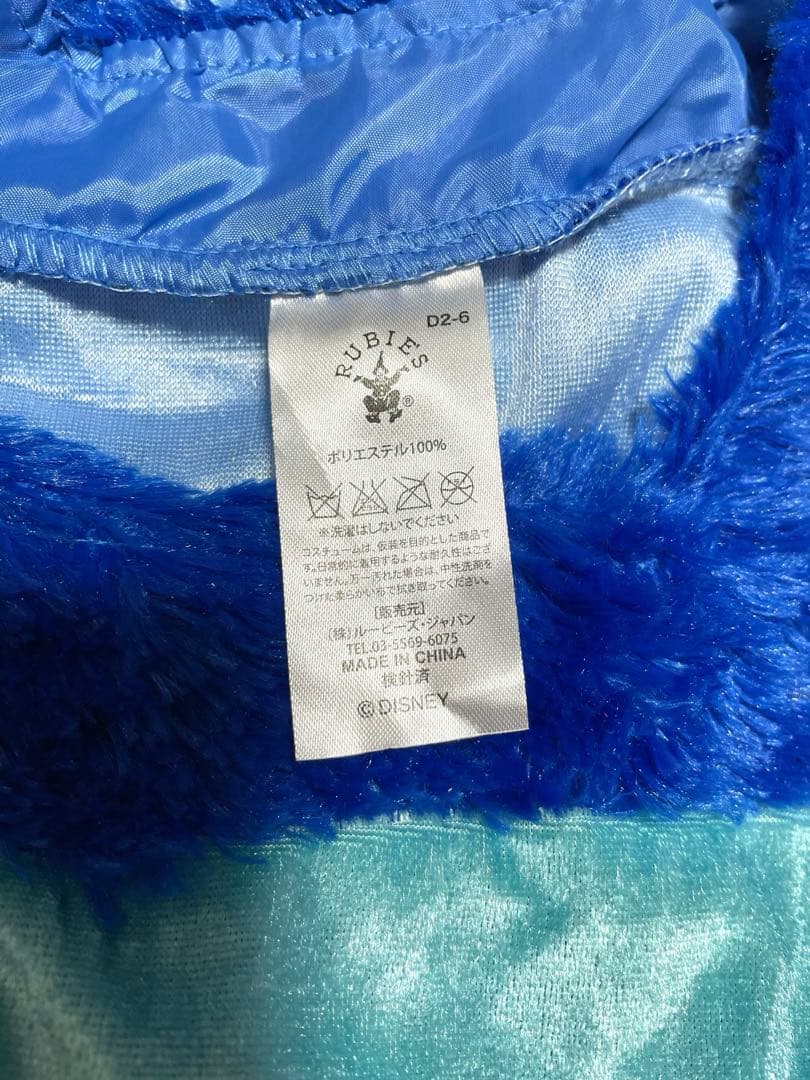 D2-6
RUBIES
®
ポリエステル100%
※洗濯はしないでください
コスチュームは、仮装を目的とした商品で
す。日常的に着用するような耐久性はござ
いません。万一汚れた場合は、中性洗剤を
つけた柔らかい布で拭き取ってください。
[販売元]
(株)ルービーズ・ジャパン
TEL.03-5569-6075
MADE IN CHINA
検針済
©DISNEY